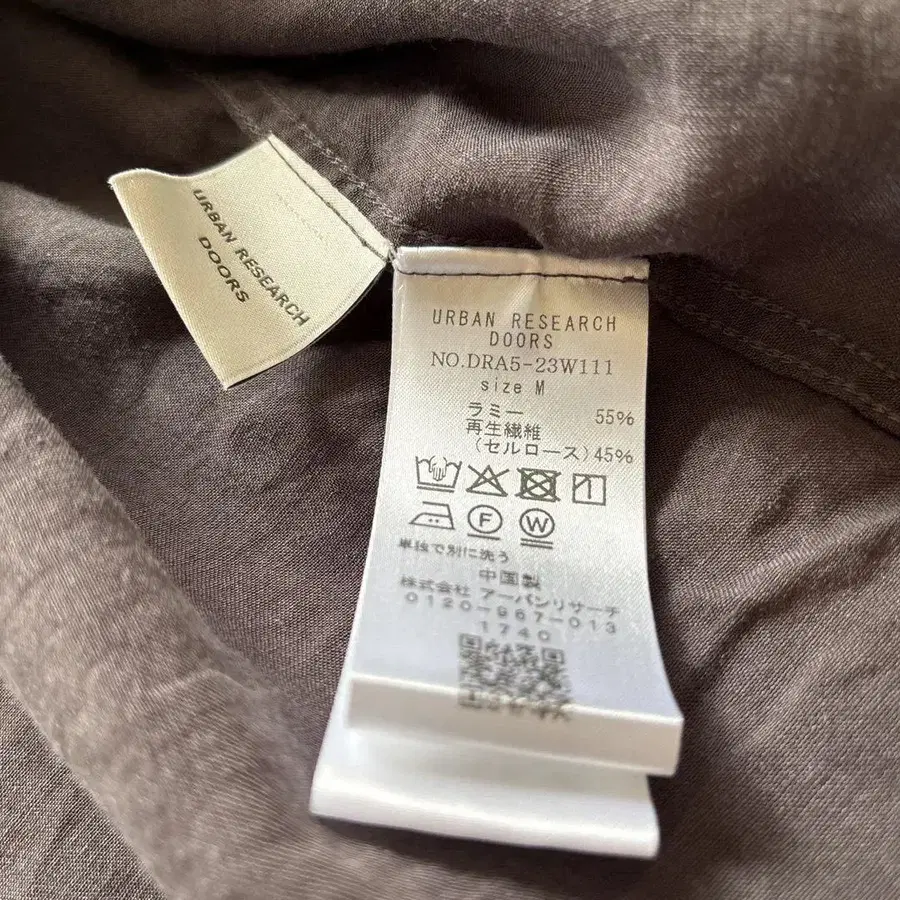 URBAN RESEARCH
DOORS
URBAN RESEARCH
DOORS
NO.DRA5-23W111
size M
ラミー 55%
再生繊維
(セルロース)45%
F W
単独で別に洗う
中国製
株式会社 アーバンリサーチ
0120-967-013
1740